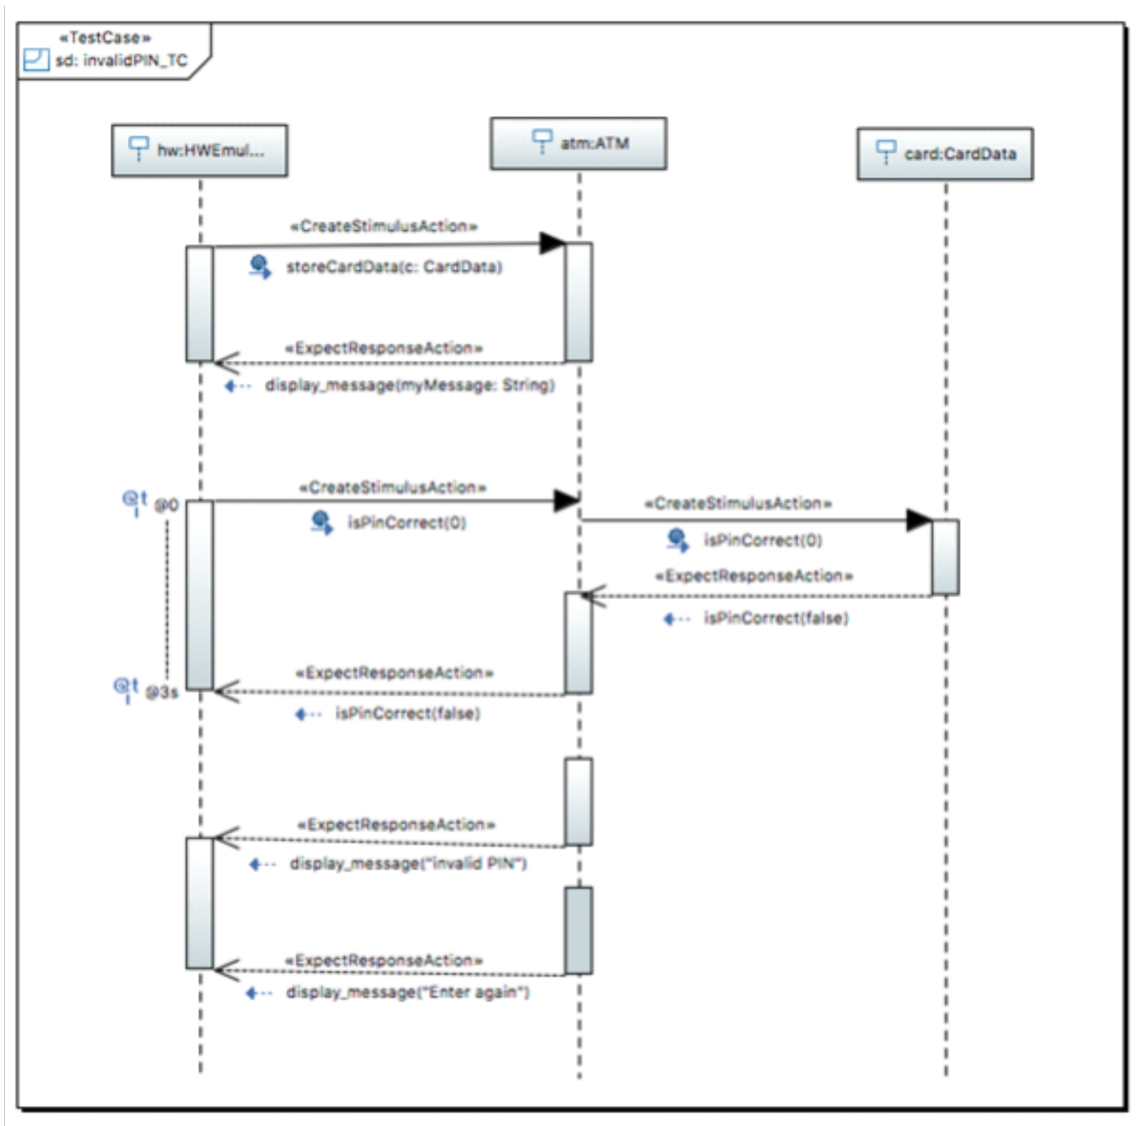 «TestCase»
sd: invalidPIN_TC
hw:HWEmul...
atm:ATM
card:CardData
«CreateStimulusAction»
storeCardData(c: CardData)
«ExpectResponseAction»
display_message(myMessage: String)
«CreateStimulusAction»
@t @0
isPinCorrect(0)
«CreateStimulusAction»
isPinCorrect(0)
«ExpectResponseAction»
isPinCorrect(false)
«ExpectResponseAction»
@t @3s
isPinCorrect(false)
«ExpectResponseAction»
display_message("invalid PIN")
«ExpectResponseAction»
display_message("Enter again")